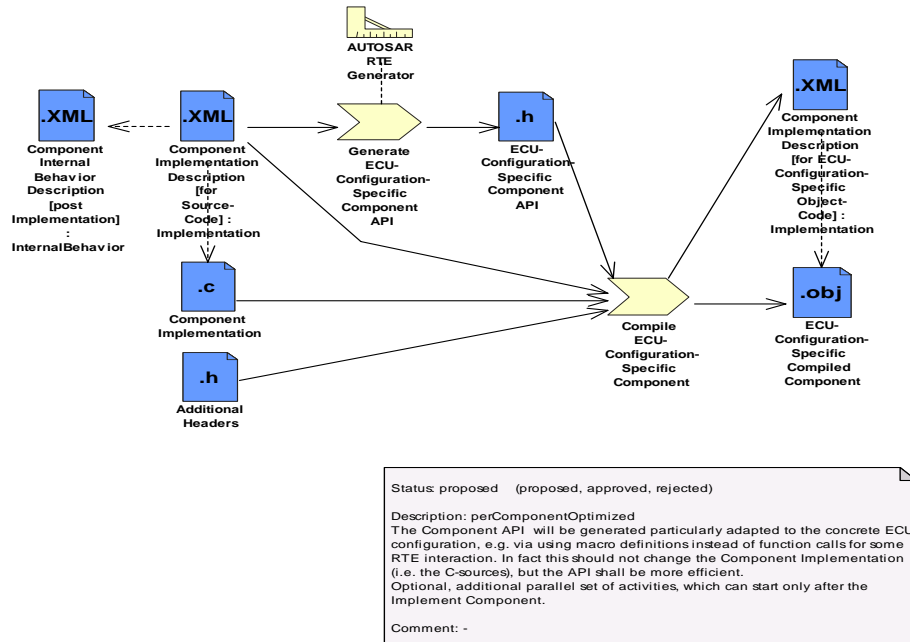 AUTOSAR
RTE
Generator
.XML
Component
Internal
Behavior
Description
[post
Implementation]
:
InternalBehavior
.XML
Component
Implementation
Description
[for
Source-
Code] :
Implementation
Generate
ECU-
Configuration-
Specific
Component
API
.h
ECU-
Configuration-
Specific
Component
API
.XML
Component
Implementation
Description
[for ECU-
Configuration-
Specific
Object-
Code] :
Implementation
.c
Component
Implementation
.h
Additional
Headers
Compile
ECU-
Configuration-
Specific
Component
.obj
ECU-
Configuration-
Specific
Compiled
Component
Status: proposed (proposed, approved, rejected)
Description: perComponentOptimized
The Component API will be generated particularly adapted to the concrete ECU
configuration, e.g. via using macro definitions instead of function calls for some
RTE interaction. In fact this should not change the Component Implementation
(i.e. the C-sources), but the API shall be more efficient.
Optional, additional parallel set of activities, which can start only after the
Implement Component.
Comment: -